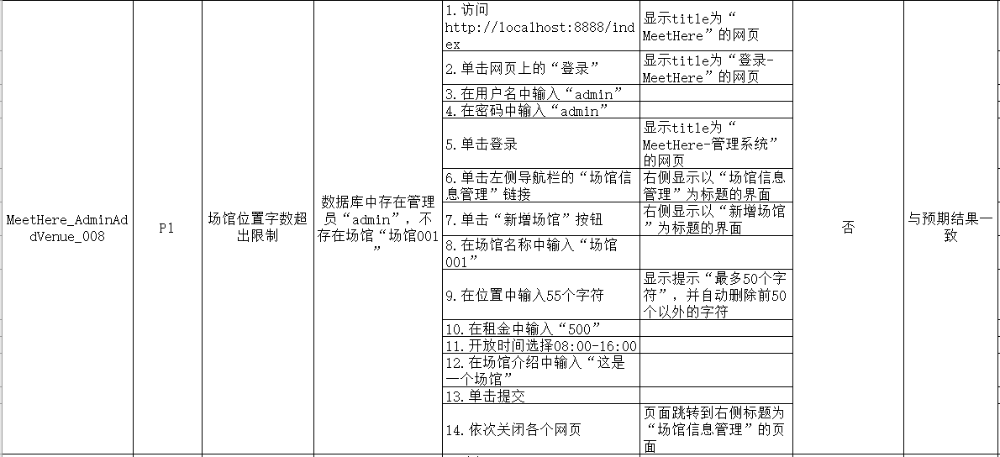 MeetHere_AdminAd
dVenue_008
P1
场馆位置字数超
出限制
数据库中存在管理
员“admin”，不
存在场馆“场馆001
”
1.访问
http://localhost:8888/ind
ex
显示title为“
MeetHere”的网页
2.单击网页上的“登录”
显示title为“登录-
MeetHere”的网页
3.在用户名中输入“admin”
4.在密码中输入“admin”
5.单击登录
显示title为“
MeetHere-管理系统”
的网页
6.单击左侧导航栏的“场馆信
息管理”链接
右侧显示以“场馆信息
管理”为标题的界面
7.单击“新增场馆”按钮
右侧显示以“新增场馆
”为标题的界面
8.在场馆名称中输入“场馆
001”
9.在位置中输入55个字符
显示提示“最多50个字
符”，并自动删除前50
个以外的字符
10.在租金中输入“500”
11.开放时间选择08:00-16:00
12.在场馆介绍中输入“这是
一个场馆”
13.单击提交
14.依次关闭各个网页
页面跳转到右侧标题为
“场馆信息管理”的页
面
否
与预期结果一
致